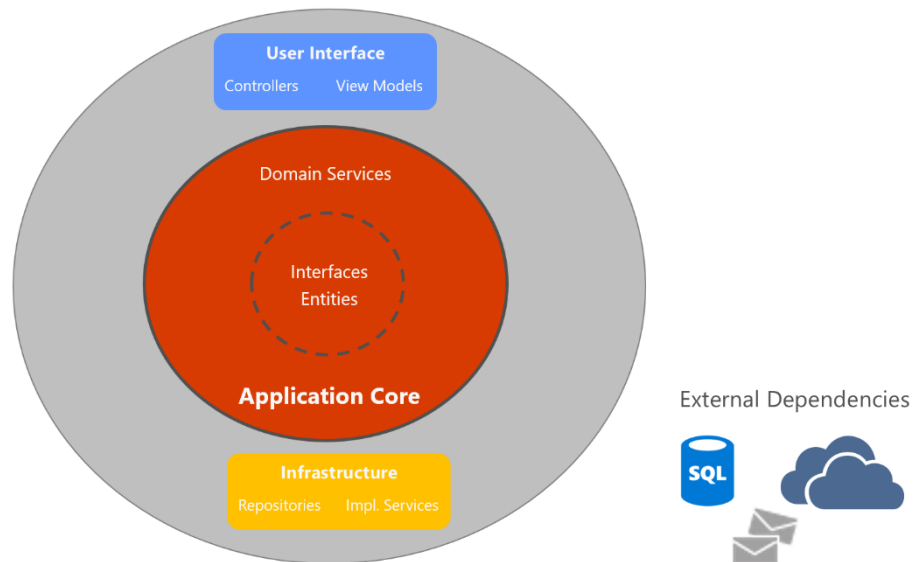 User Interface
Controllers View Models
Domain Services
Interfaces
Entities
Application Core
Infrastructure
Repositories Impl. Services
External Dependencies
SQL